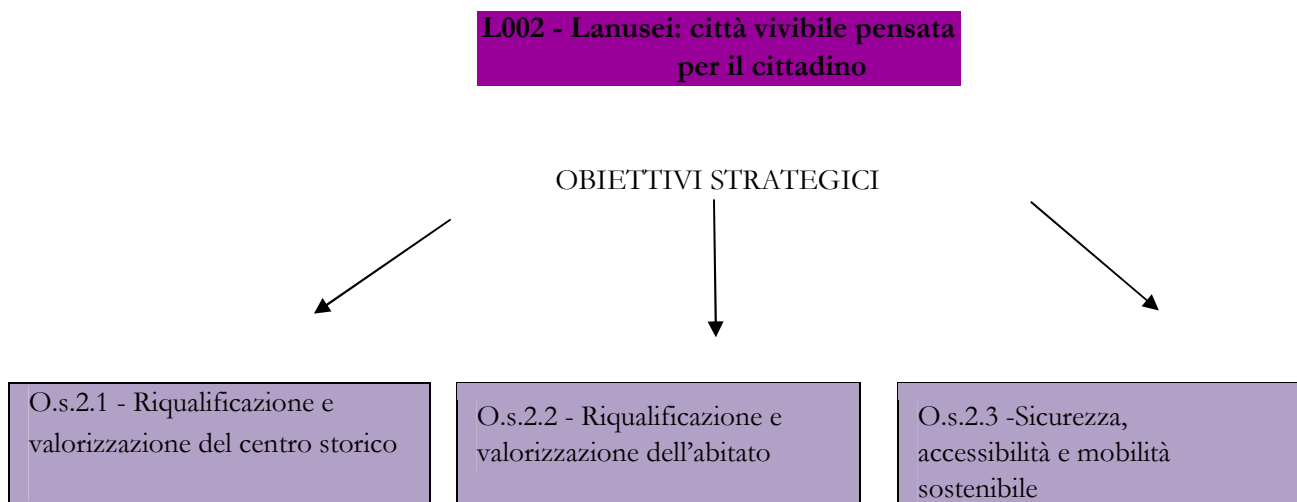 L002 - Lanusei: città vivibile pensata
per il cittadino
OBIETTIVI STRATEGICI
O.s.2.1 - Riqualificazione e
valorizzazione del centro storico
O.s.2.2 - Riqualificazione e
valorizzazione dell’abitato
O.s.2.3 -Sicurezza,
accessibilità e mobilità
sostenibile